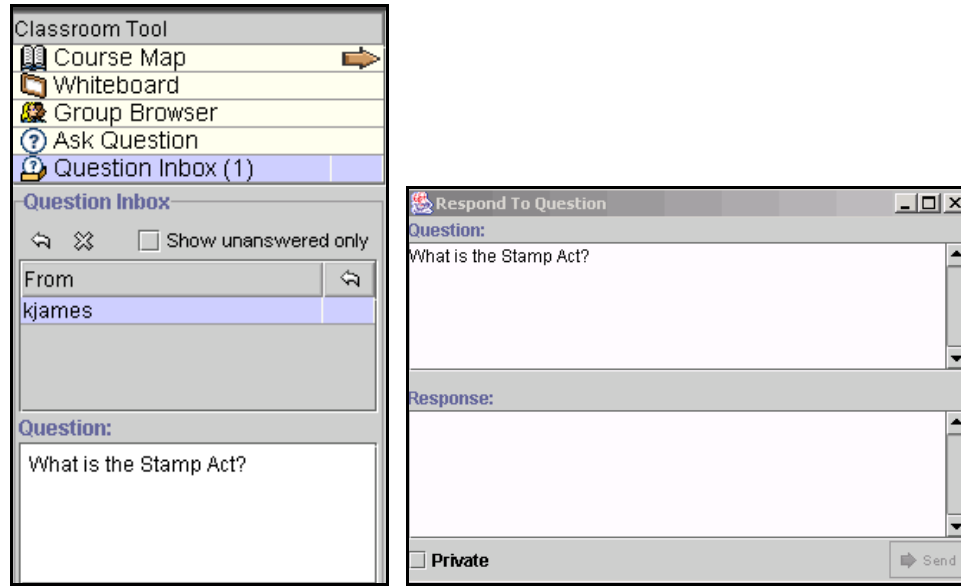 Classroom Tool
Course Map
Whiteboard
Group Browser
Ask Question
Question Inbox (1)
Question Inbox
Show unanswered only
From
kjames
Question:
What is the Stamp Act?
Respond To Question
Question:
What is the Stamp Act?
Response:
Private
Send